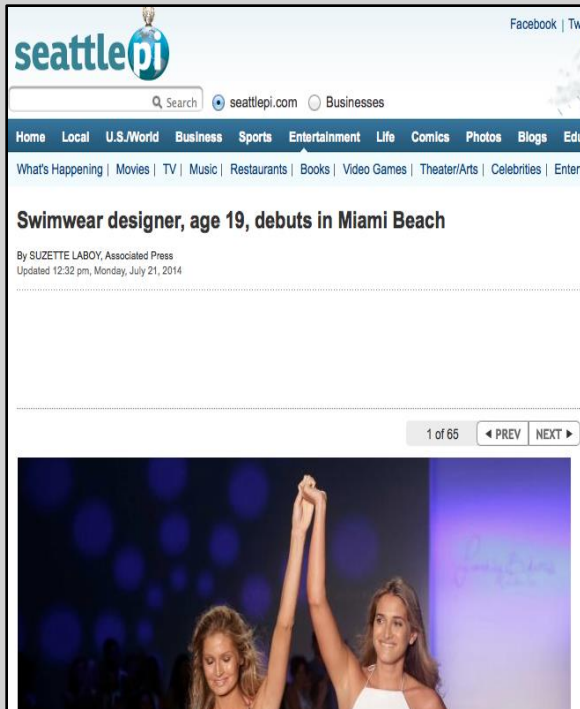 Facebook | Tw
seattlepi
Search seattlepi.com Businesses
Home Local U.S./World Business Sports Entertainment Life Comics Photos Blogs Edu
What's Happening | Movies | TV | Music | Restaurants | Books | Video Games | Theater/Arts | Celebrities | Enter
Swimwear designer, age 19, debuts in Miami Beach
By SUZETTE LABOY, Associated Press
Updated 12:32 pm, Monday, July 21, 2014
1 of 65 ◄ PREV NEXT ►